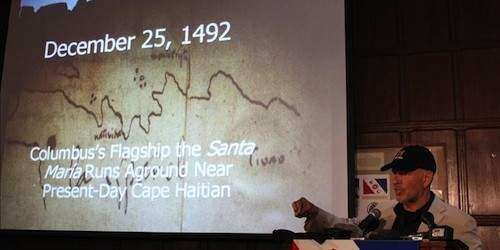 December 25, 1492
Columbus's Flagship the Santa
Maria Runs Aground Near
Present-Day Cape Haitian